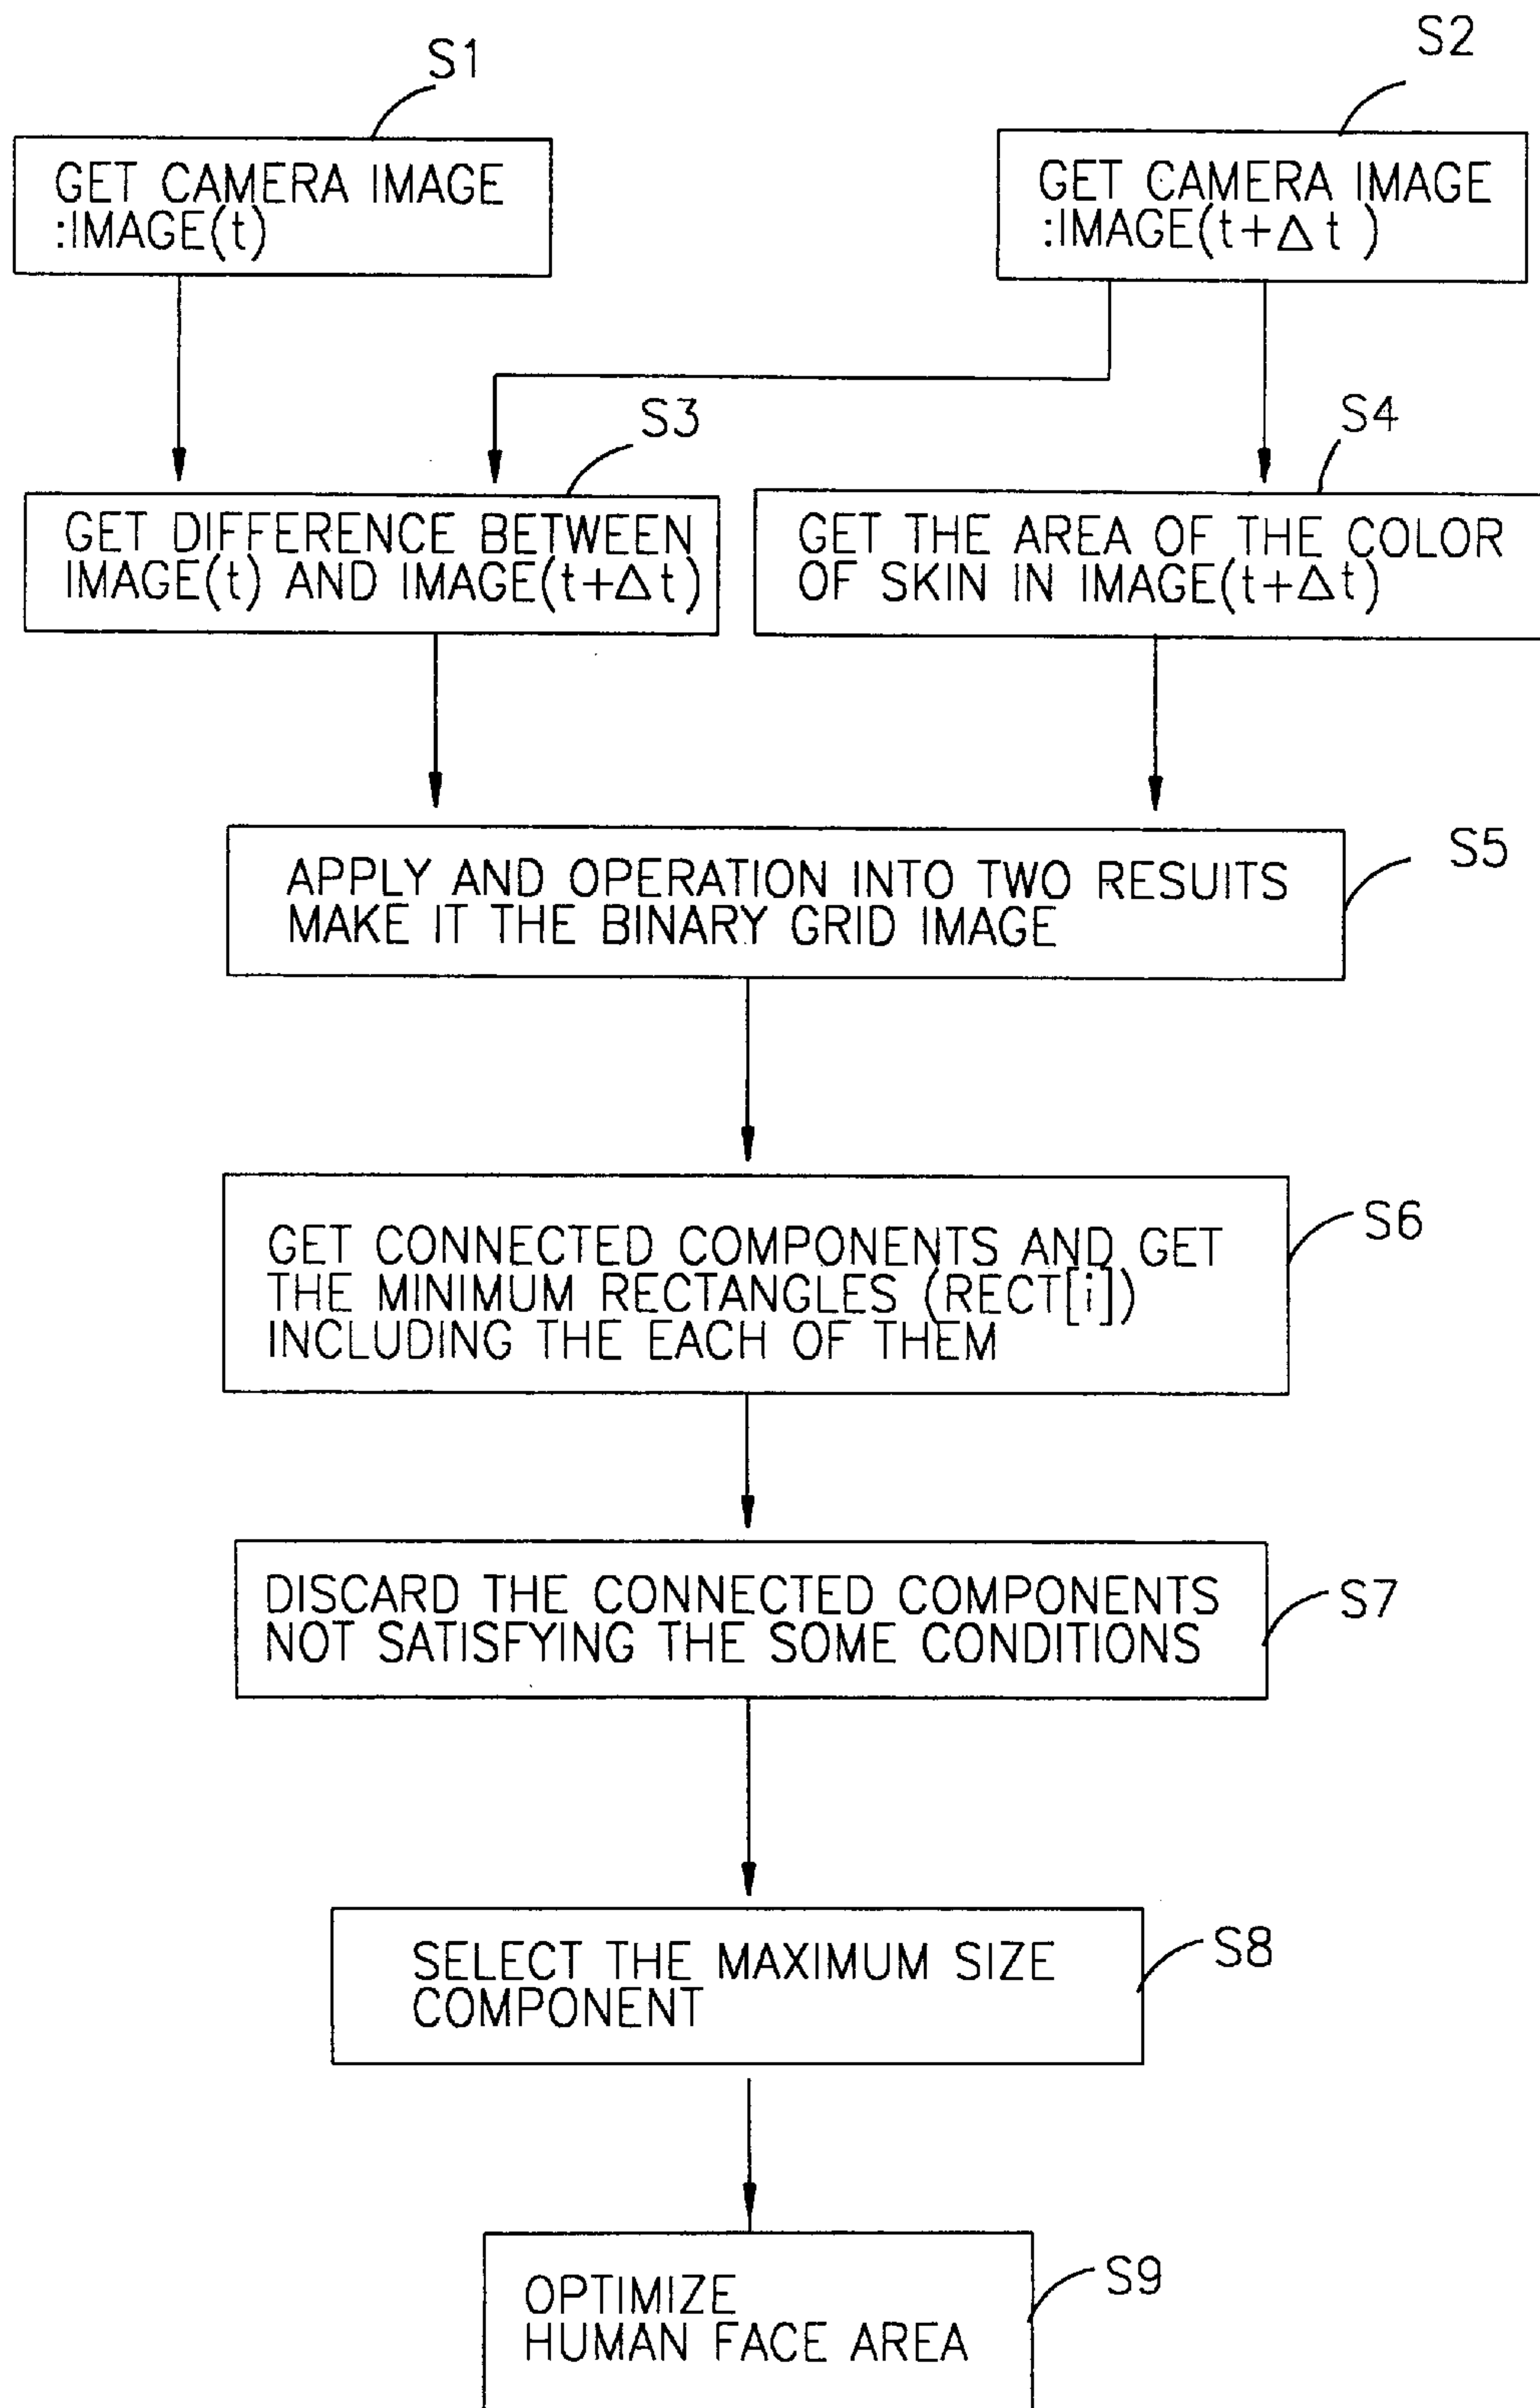 S1
GET CAMERA IMAGE
:IMAGE(t)
S2
GET CAMERA IMAGE
:IMAGE(t+Δt )
S3
GET DIFFERENCE BETWEEN
IMAGE(t) AND IMAGE(t+Δt)
S4
GET THE AREA OF THE COLOR
OF SKIN IN IMAGE(t+Δt)
S5
APPLY AND OPERATION INTO TWO RESUITS
MAKE IT THE BINARY GRID IMAGE
S6
GET CONNECTED COMPONENTS AND GET
THE MINIMUM RECTANGLES (RECT[i])
INCLUDING THE EACH OF THEM
S7
DISCARD THE CONNECTED COMPONENTS
NOT SATISFYING THE SOME CONDITIONS
S8
SELECT THE MAXIMUM SIZE
COMPONENT
S9
OPTIMIZE
HUMAN FACE AREA